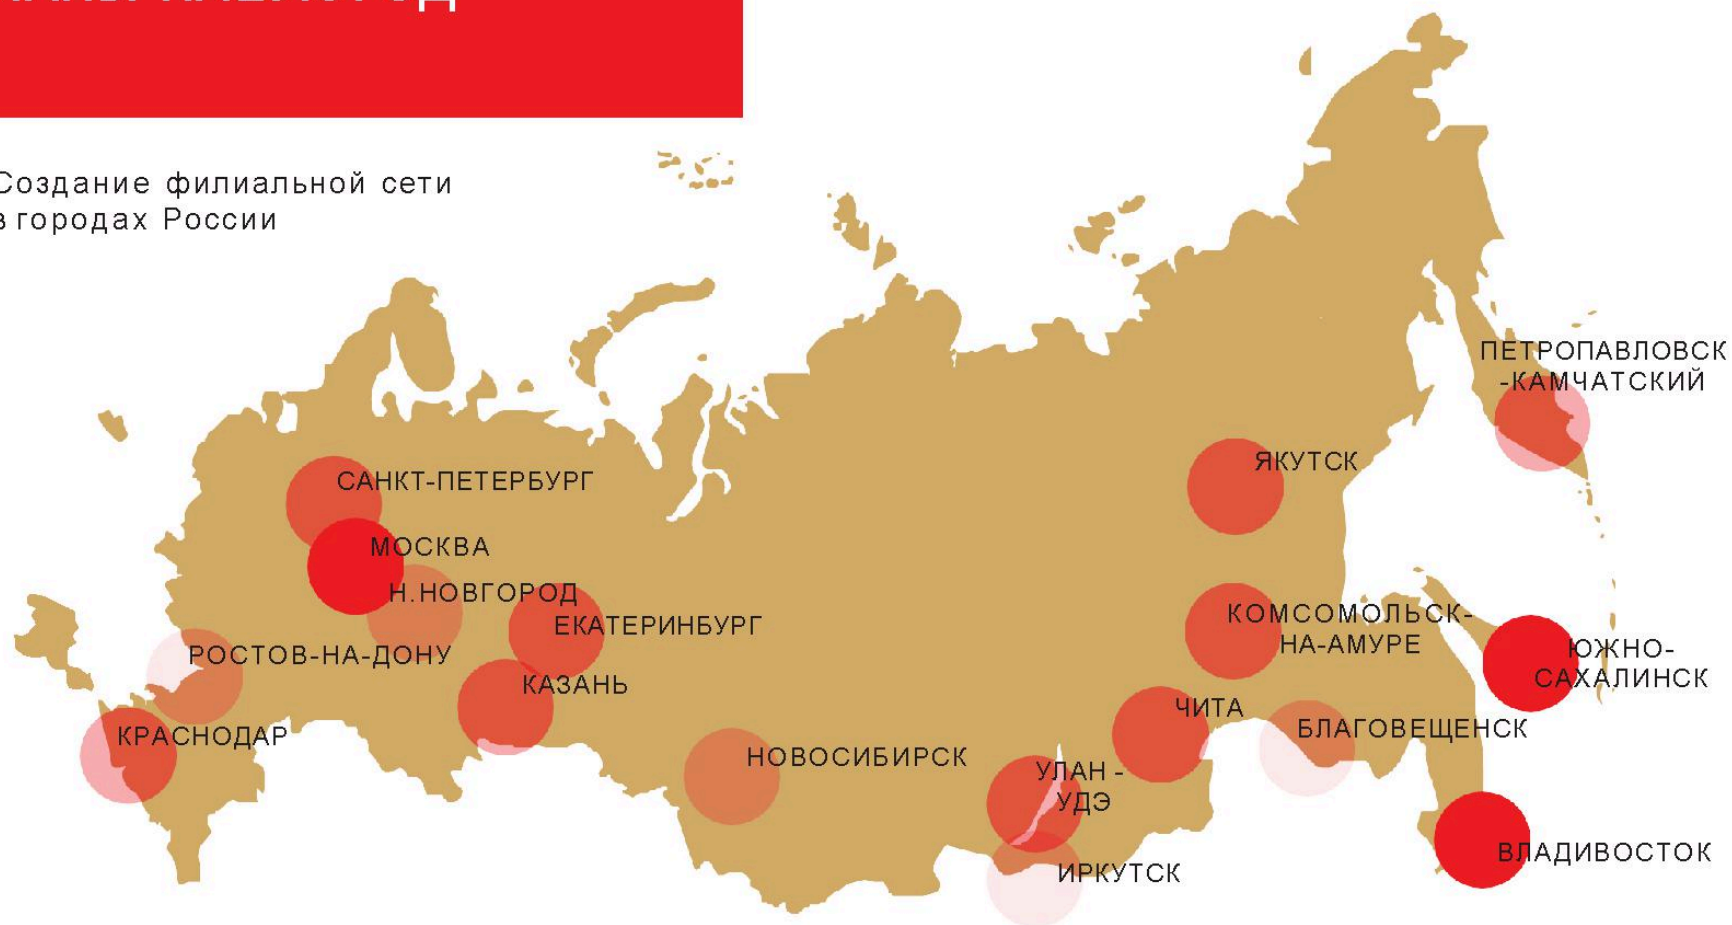 Создание филиальной сети
в городах России
ПЕТРОПАВЛОВСК
-КАМЧАТСКИЙ
ЯКУТСК
САНКТ-ПЕТЕРБУРГ
МОСКВА
Н.НОВГОРОД
ЕКАТЕРИНБУРГ
КОМСОМОЛЬСК-
НА-АМУРЕ
РОСТОВ-НА-ДОНУ
ЮЖНО-
САХАЛИНСК
КАЗАНЬ
ЧИТА
КРАСНОДАР
БЛАГОВЕЩЕНСК
НОВОСИБИРСК
УЛАН -
УДЭ
ИРКУТСК
ВЛАДИВОСТОК